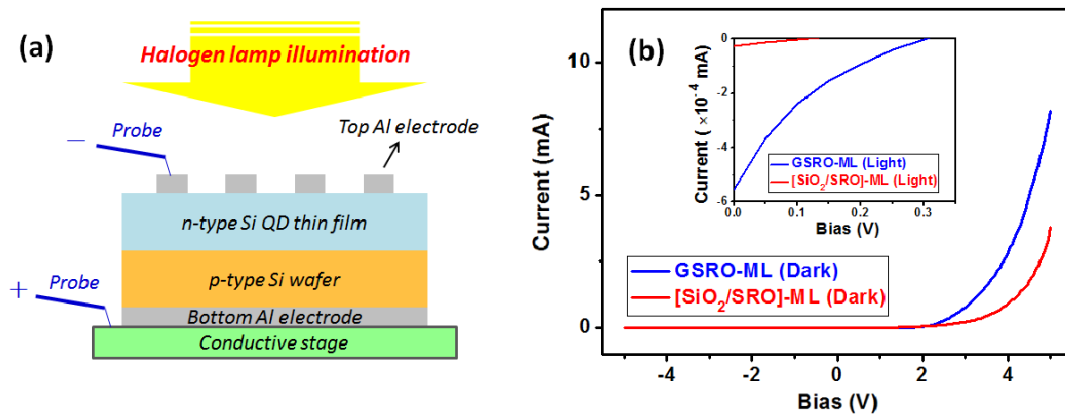 (a)
Halogen lamp illumination
Probe
Top Al electrode
−
n-type Si QD thin film
p-type Si wafer
+
Probe
Bottom Al electrode
Conductive stage
(b)
Current (mA)
10
5
0
-4
-2
0
2
4
Bias (V)
GSRO-ML (Dark)
[SiO₂/SRO]-ML (Dark)
Current (×10⁻⁴ mA)
0
-2
-4
-6
0.0
0.1
0.2
0.3
Bias (V)
GSRO-ML (Light)
[SiO₂/SRO]-ML (Light)